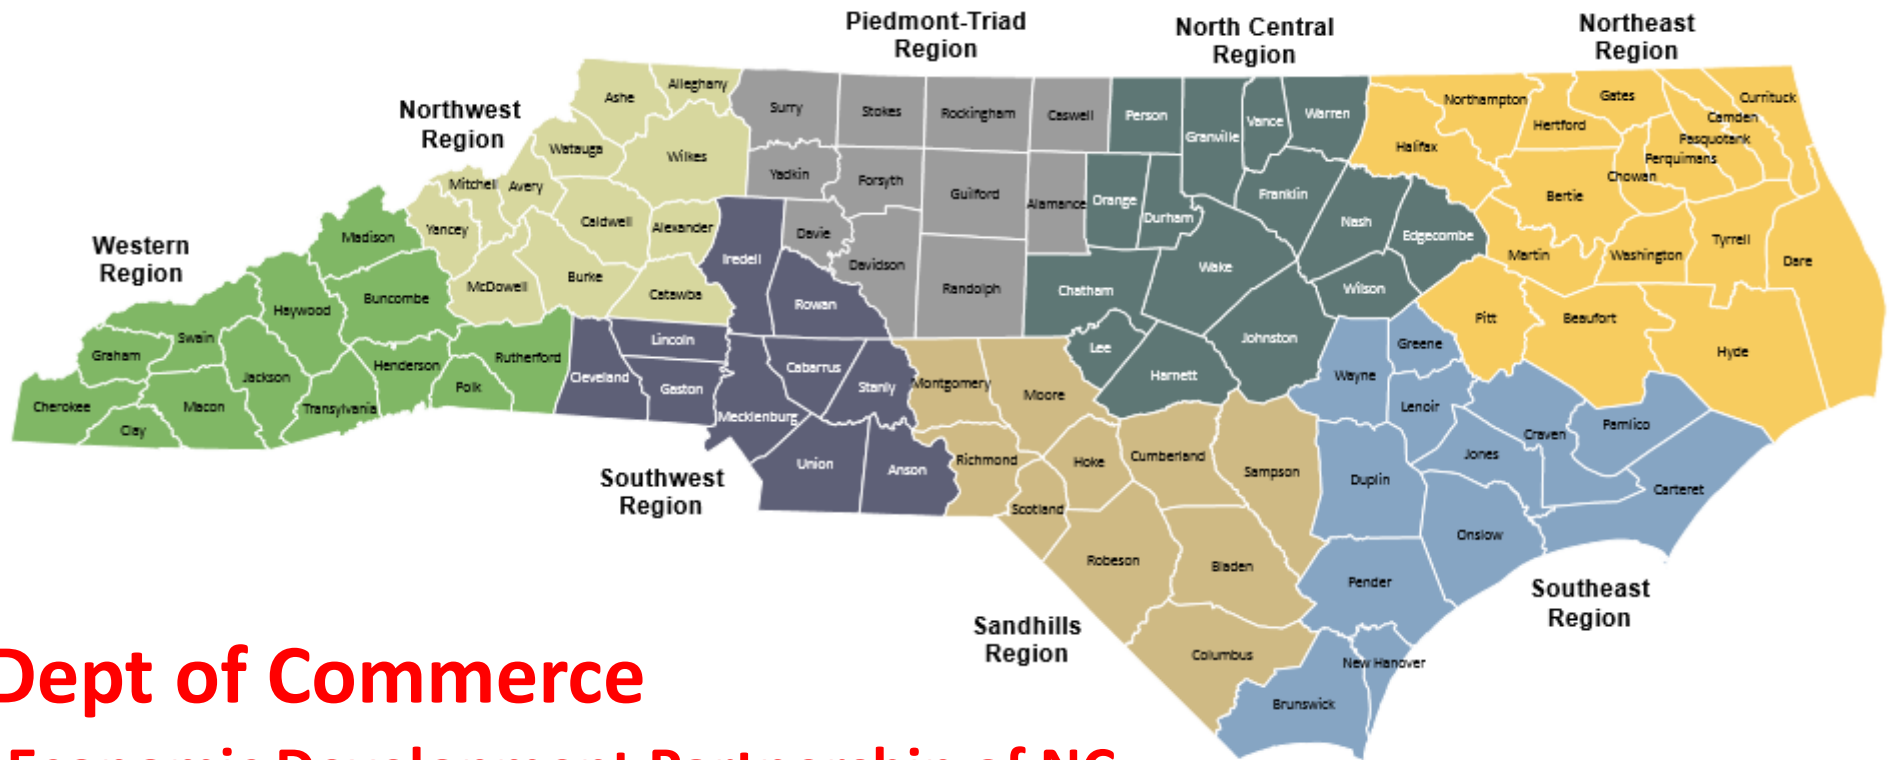 Piedmont-Triad
Region
North Central
Region
Northeast
Region
Northwest
Region
Western
Region
Southwest
Region
Sandhills
Region
Southeast
Region
Ashe
Alleghany
Watauga
Wilkes
Mitchell
Avery
Yancey
Caldwell
Alexander
McDowell
Burke
Catawba
Madison
Buncombe
Haywood
Swain
Graham
Jackson
Henderson
Rutherford
Polk
Cherokee
Macon
Transylvania
Clay
Surry
Stokes
Rockingham
Caswell
Yadkin
Forsyth
Guilford
Alamance
Davie
Davidson
Randolph
Iredell
Rowan
Lincoln
Cleveland
Gaston
Cabarrus
Stanly
Mecklenburg
Union
Anson
Person
Granville
Vance
Warren
Orange
Durham
Franklin
Nash
Edgecombe
Wake
Wilson
Chatham
Johnston
Lee
Harnett
Northampton
Gates
Currituck
Camden
Hertford
Pasquotank
Halifax
Perquimans
Chowan
Bertie
Martin
Washington
Tyrrell
Dare
Pitt
Beaufort
Hyde
Montgomery
Moore
Richmond
Hoke
Cumberland
Sampson
Scotland
Robeson
Bladen
Columbus
Greene
Wayne
Lenoir
Craven
Pamlico
Jones
Duplin
Carteret
Onslow
Pender
New Hanover
Brunswick
Dept of Commerce
Economic Development Partnership of NC